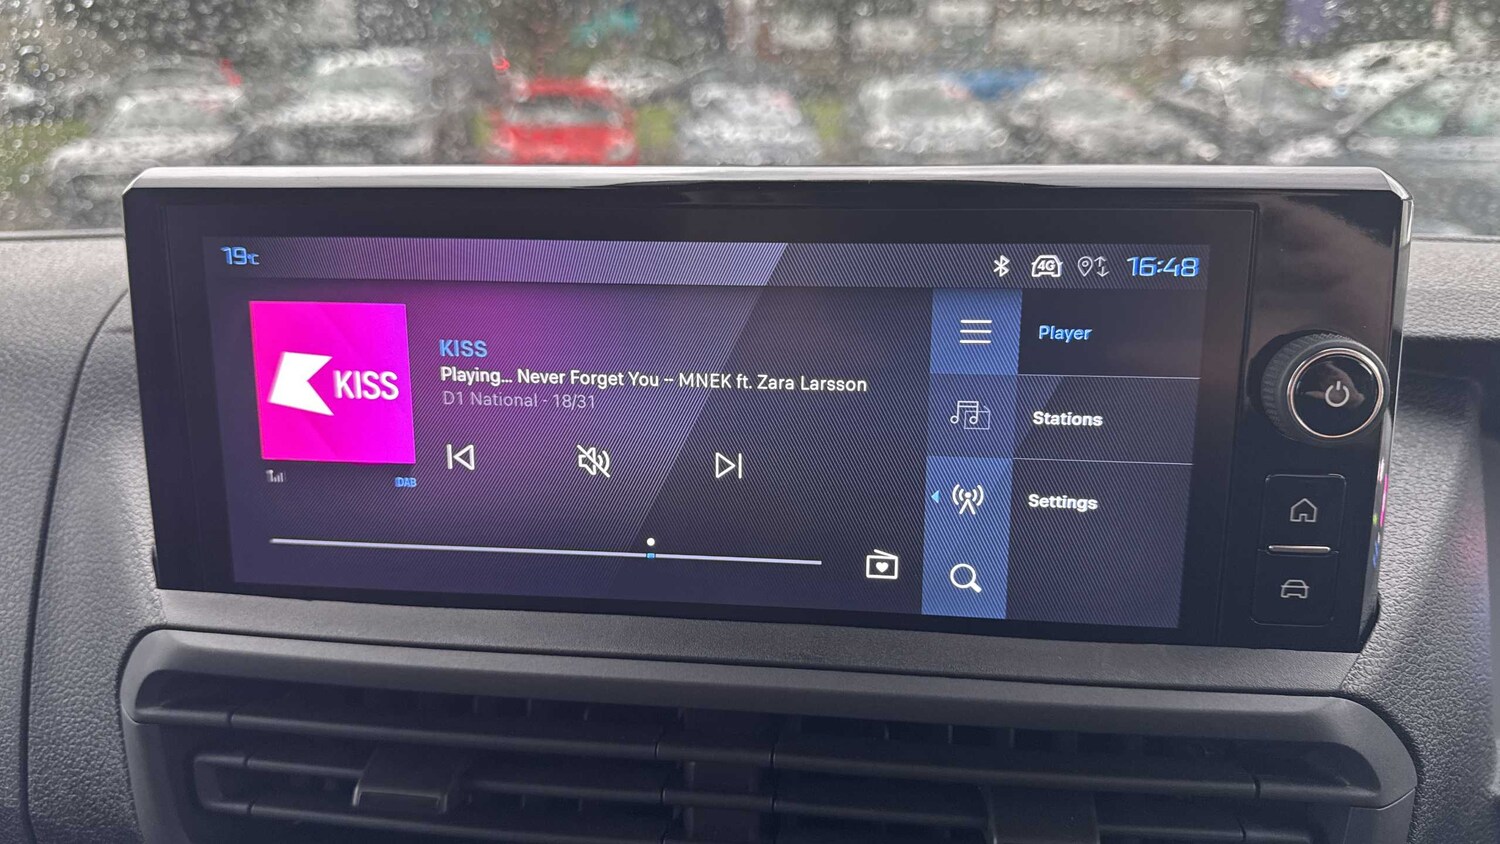 19°C
4G
16:48
KISS
KISS
Playing... Never Forget You – MNEK ft. Zara Larsson
D1 National - 18/31
DAB
Player
Stations
Settings